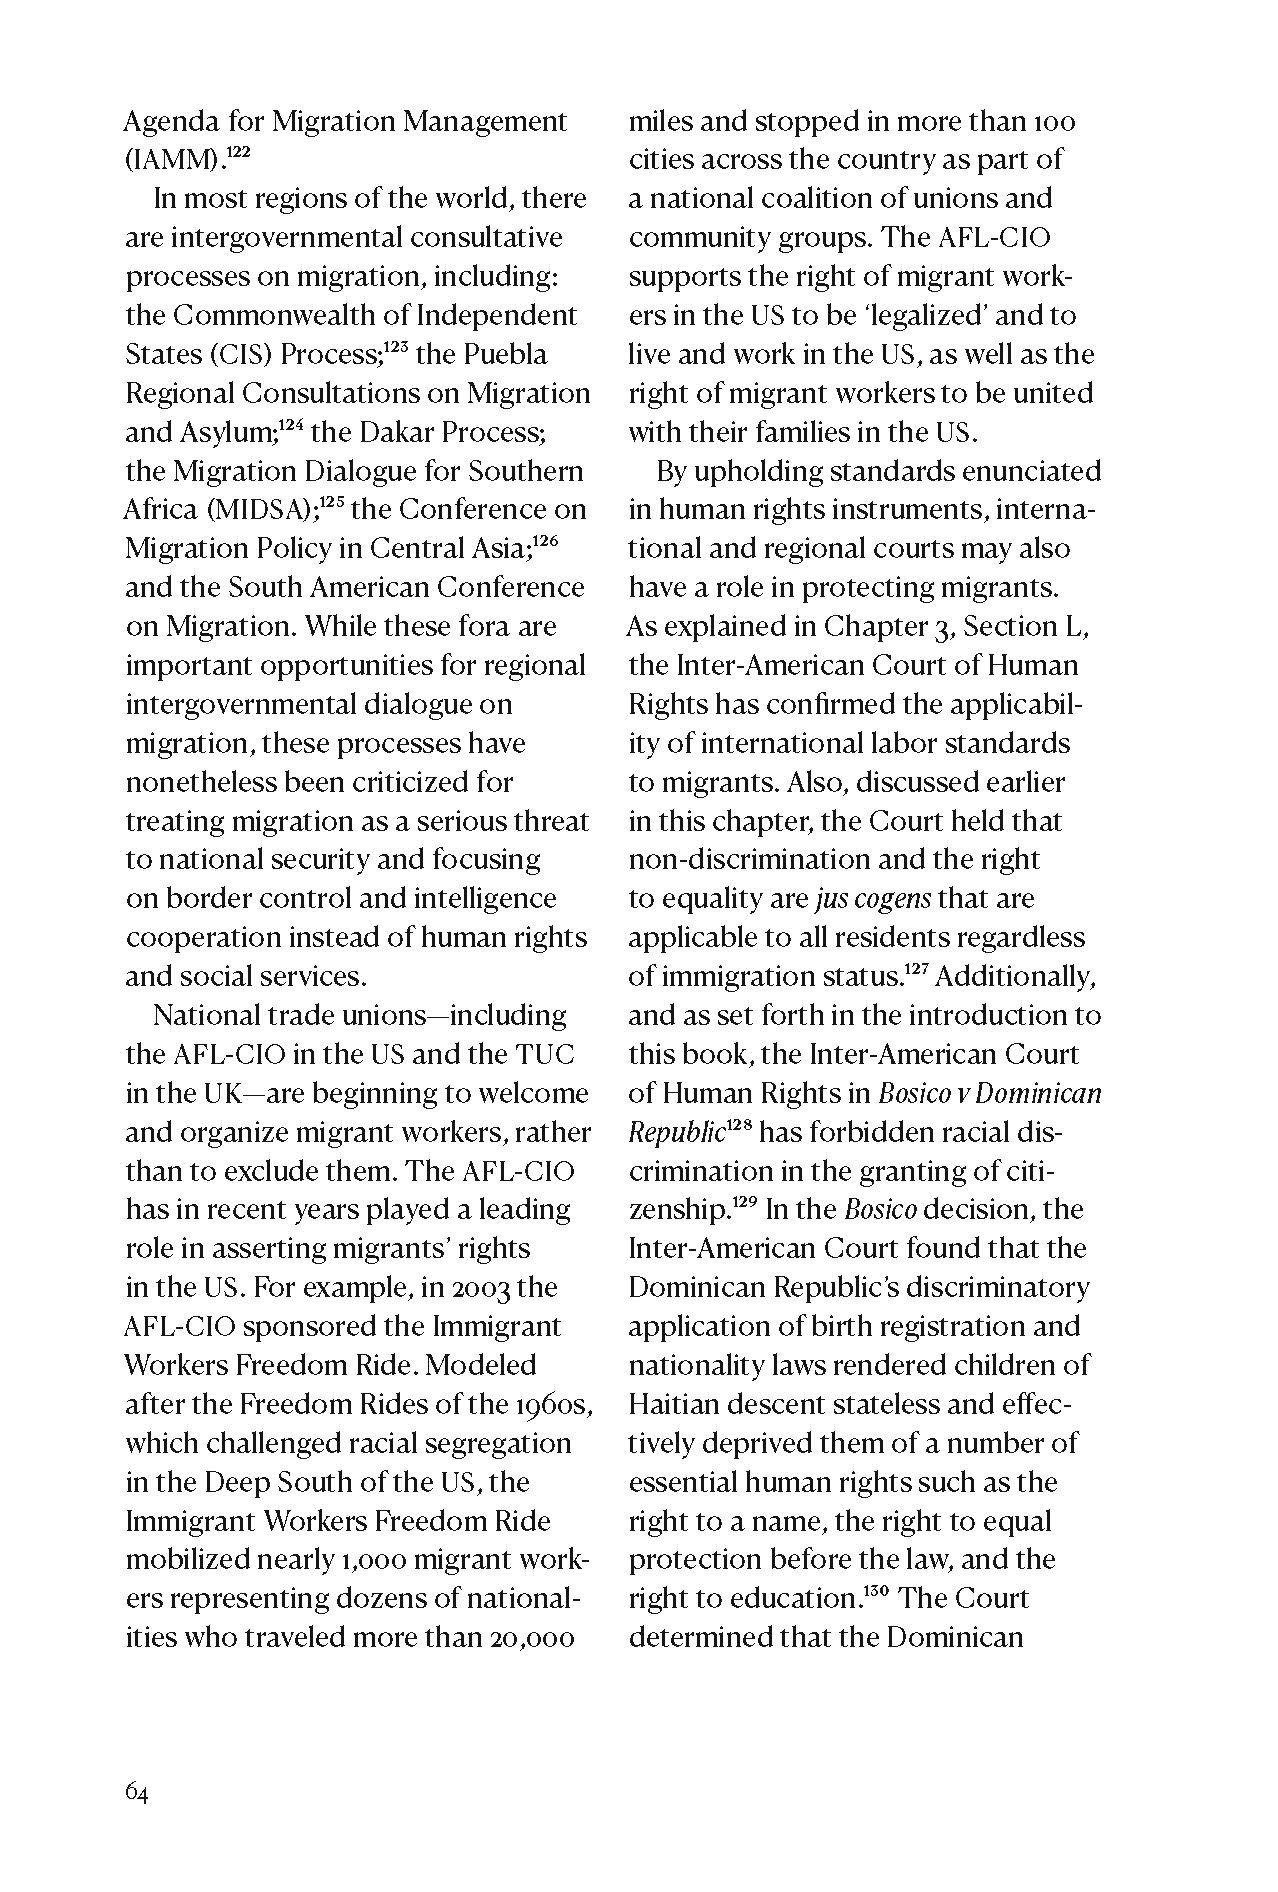 Agenda for Migration Management
(IAMM).122
In most regions of the world, there
are intergovernmental consultative
processes on migration, including:
the Commonwealth of Independent
States (CIS) Process;123 the Puebla
Regional Consultations on Migration
and Asylum;124 the Dakar Process;
the Migration Dialogue for Southern
Africa (MIDSA);125 the Conference on
Migration Policy in Central Asia;126
and the South American Conference
on Migration. While these fora are
important opportunities for regional
intergovernmental dialogue on
migration, these processes have
nonetheless been criticized for
treating migration as a serious threat
to national security and focusing
on border control and intelligence
cooperation instead of human rights
and social services.
National trade unions—including
the AFL-CIO in the US and the TUC
in the UK—are beginning to welcome
and organize migrant workers, rather
than to exclude them. The AFL-CIO
has in recent years played a leading
role in asserting migrants’ rights
in the US. For example, in 2003 the
AFL-CIO sponsored the Immigrant
Workers Freedom Ride. Modeled
after the Freedom Rides of the 1960s,
which challenged racial segregation
in the Deep South of the US, the
Immigrant Workers Freedom Ride
mobilized nearly 1,000 migrant work-
ers representing dozens of national-
ities who traveled more than 20,000
miles and stopped in more than 100
cities across the country as part of
a national coalition of unions and
community groups. The AFL-CIO
supports the right of migrant work-
ers in the US to be ‘legalized’ and to
live and work in the US, as well as the
right of migrant workers to be united
with their families in the US.
By upholding standards enunciated
in human rights instruments, interna-
tional and regional courts may also
have a role in protecting migrants.
As explained in Chapter 3, Section L,
the Inter-American Court of Human
Rights has confirmed the applicabil-
ity of international labor standards
to migrants. Also, discussed earlier
in this chapter, the Court held that
non-discrimination and the right
to equality are jus cogens that are
applicable to all residents regardless
of immigration status.127 Additionally,
and as set forth in the introduction to
this book, the Inter-American Court
of Human Rights in Bosico v Dominican
Republic128 has forbidden racial dis-
crimination in the granting of citi-
zenship.129 In the Bosico decision, the
Inter-American Court found that the
Dominican Republic’s discriminatory
application of birth registration and
nationality laws rendered children of
Haitian descent stateless and effec-
tively deprived them of a number of
essential human rights such as the
right to a name, the right to equal
protection before the law, and the
right to education.130 The Court
determined that the Dominican
64